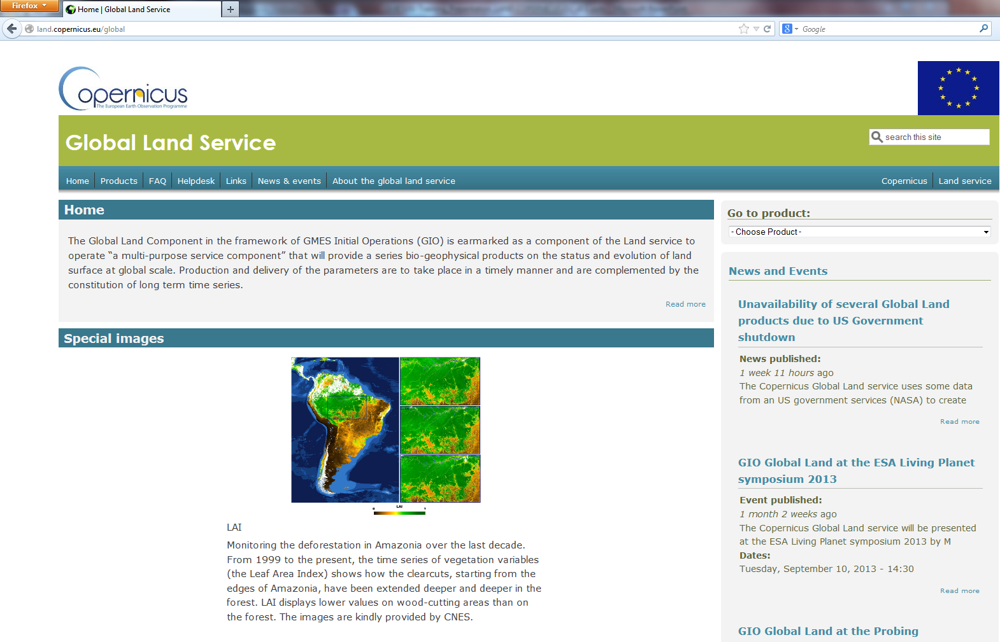 Firefox
Home | Global Land Service
land.copernicus.eu/global
Google
Copernicus
The European Earth Observation Programme
Global Land Service
search this site
Home
Products
FAQ
Helpdesk
Links
News & events
About the global land service
Copernicus
Land service
Home
The Global Land Component in the framework of GMES Initial Operations (GIO) is earmarked as a component of the Land service to
operate “a multi-purpose service component” that will provide a series bio-geophysical products on the status and evolution of land
surface at global scale. Production and delivery of the parameters are to take place in a timely manner and are complemented by the
constitution of long term time series.
Read more
Special images
LAI
0 7
LAI
Monitoring the deforestation in Amazonia over the last decade.
From 1999 to the present, the time series of vegetation variables
(the Leaf Area Index) shows how the clearcuts, starting from the
edges of Amazonia, have been extended deeper and deeper in the
forest. LAI displays lower values on wood-cutting areas than on
the forest. The images are kindly provided by CNES.
Go to product:
- Choose Product -
News and Events
Unavailability of several Global Land
products due to US Government
shutdown
News published:
1 week 11 hours ago
The Copernicus Global Land service uses some data
from an US government services (NASA) to create
Read more
GIO Global Land at the ESA Living Planet
symposium 2013
Event published:
1 month 2 weeks ago
The Copernicus Global Land service will be presented
at the ESA Living Planet symposium 2013 by M
Dates:
Tuesday, September 10, 2013 - 14:30
Read more
GIO Global Land at the Probing